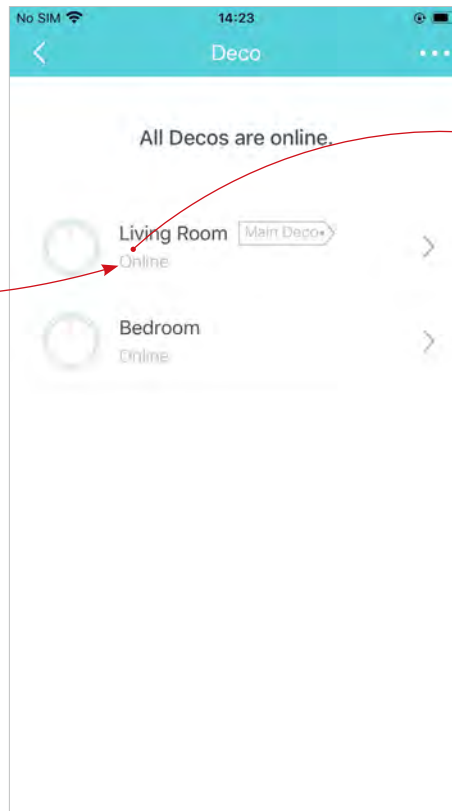 No SIM 14:23
Deco
All Decos are online.
Living Room Main Deco
Online
Bedroom
Online